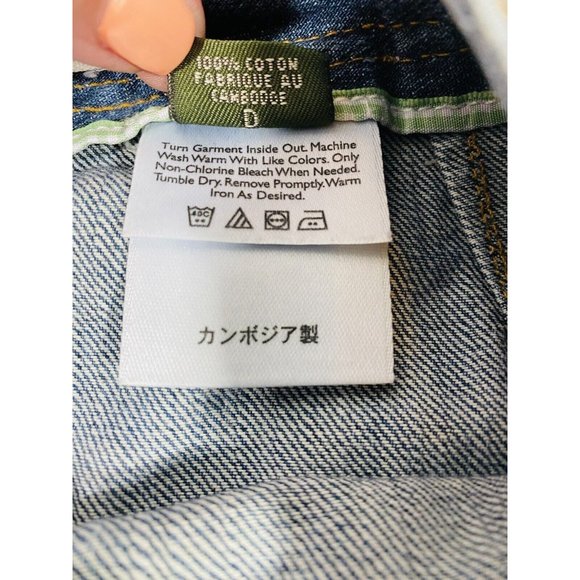 100% COTON
FABRIQUE AU
CAMBODGE
D
Turn Garment Inside Out. Machine
Wash Warm With Like Colors. Only
Non-Chlorine Bleach When Needed.
Tumble Dry. Remove Promptly. Warm
Iron As Desired.
40C
カンボジア製